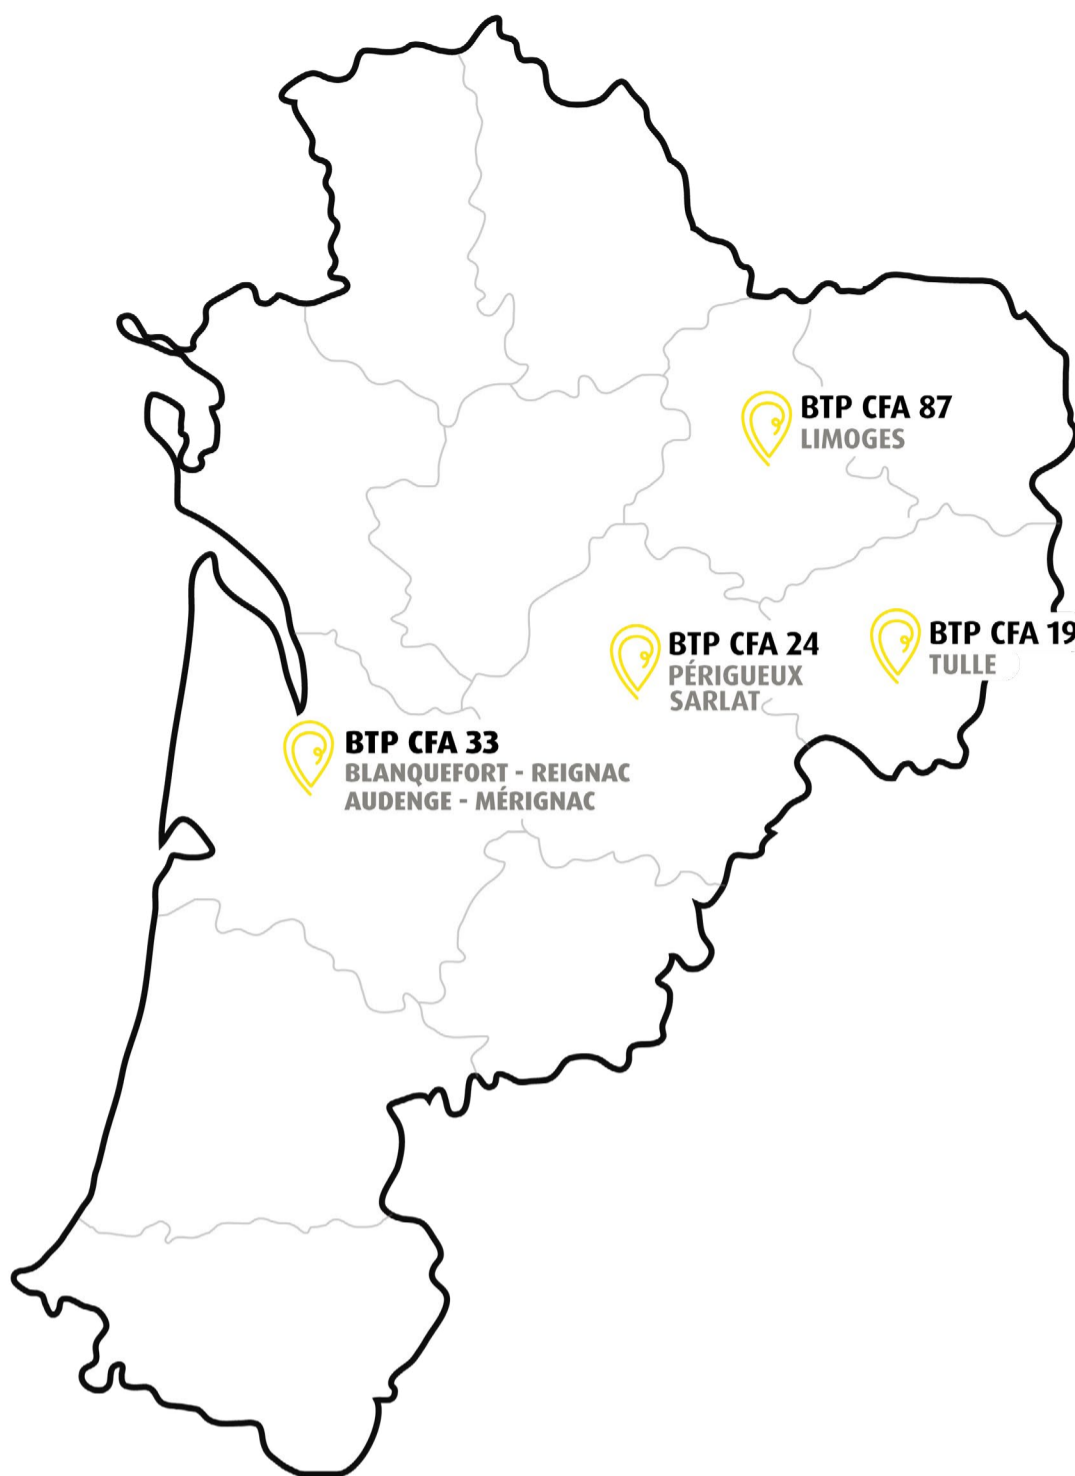 BTP CFA 87
LIMOGES
BTP CFA 24
PÉRIGUEUX
SARLAT
BTP CFA 19
TULLE
BTP CFA 33
BLANQUEFORT - REIGNAC
AUDENGE - MÉRIGNAC